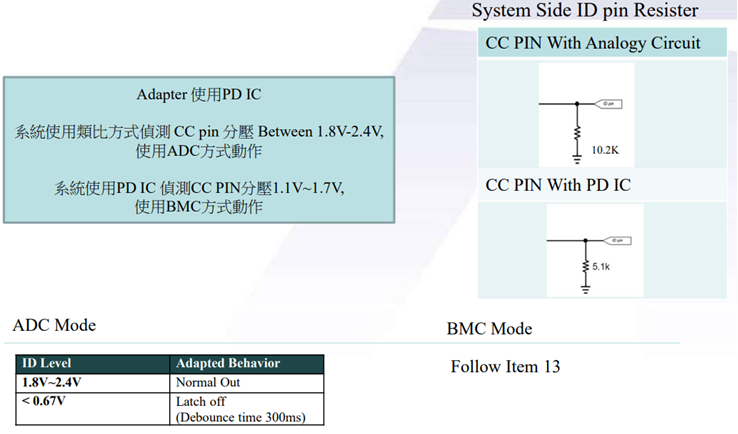 System Side ID pin Resister
CC PIN With Analogy Circuit
Adapter 使用PD IC
系統使用類比方式偵測 CC pin 分壓 Between 1.8V-2.4V,
使用ADC方式動作
系統使用PD IC 偵測CC PIN分壓1.1V~1.7V,
使用BMC方式動作
ID pin
10.2K
CC PIN With PD IC
ID pin
5.1k
ADC Mode
BMC Mode
ID Level Adapted Behavior
1.8V~2.4V Normal Out
< 0.67V Latch off
(Debounce time 300ms)
Follow Item 13